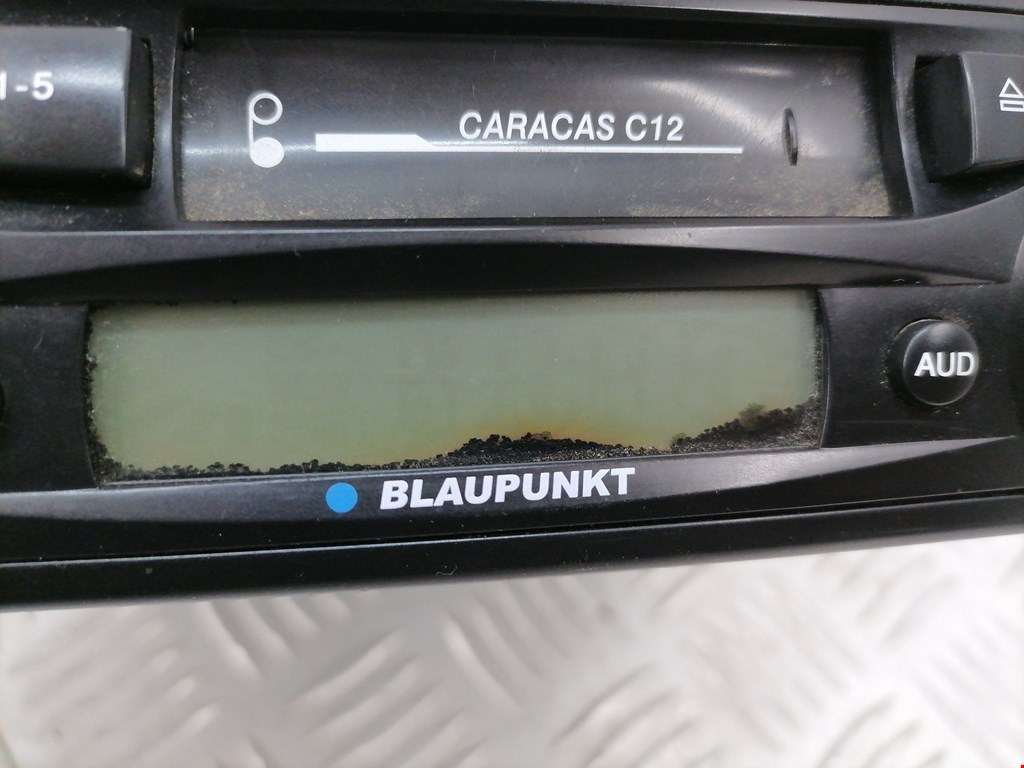 1-5
CARACAS C12
AUD
BLAUPUNKT